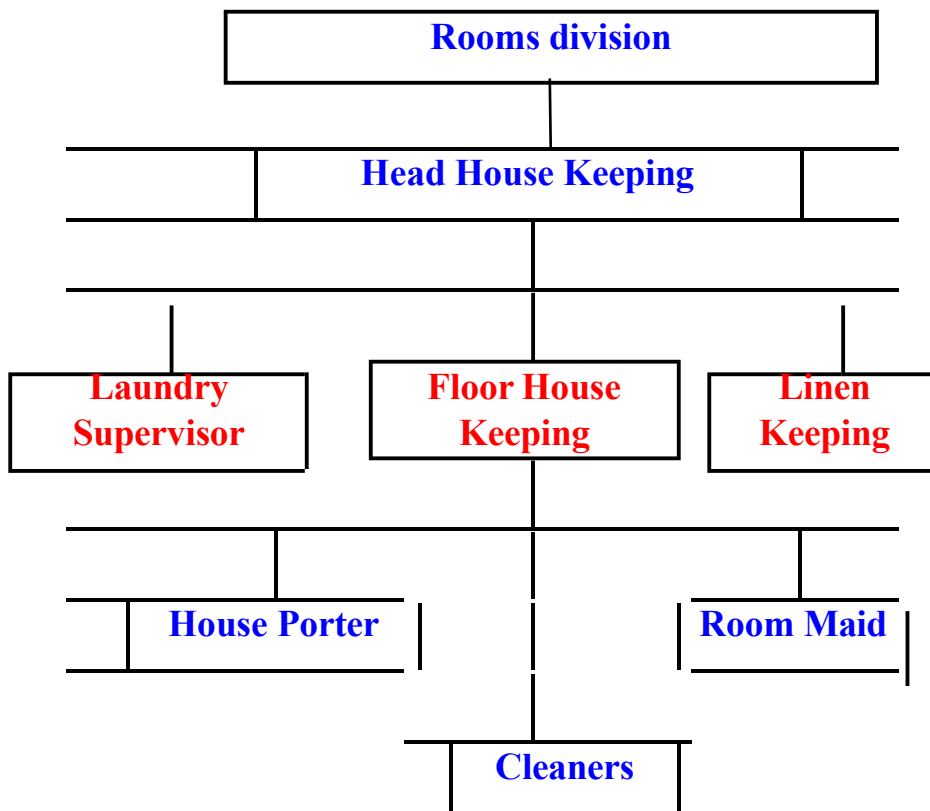 Rooms division
Head House Keeping
Laundry
Supervisor
Floor House
Keeping
Linen
Keeping
House Porter
Room Maid
Cleaners